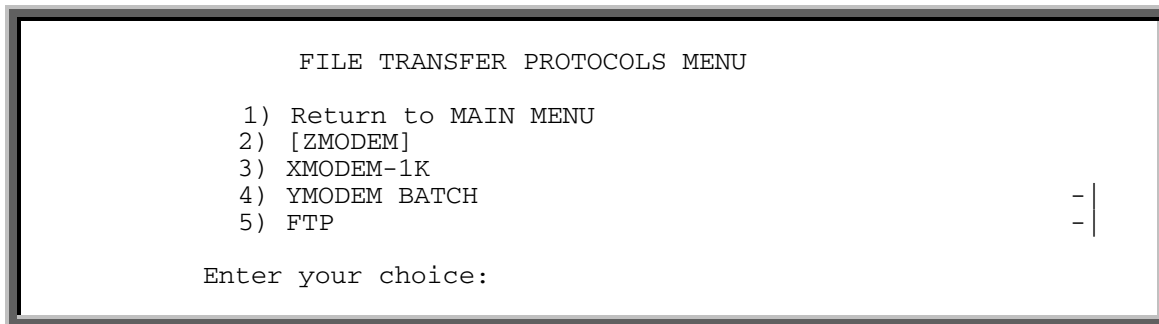 FILE TRANSFER PROTOCOLS MENU
1) Return to MAIN MENU
2) [ZMODEM]
3) XMODEM-1K
4) YMODEM BATCH -|
5) FTP -|
Enter your choice: